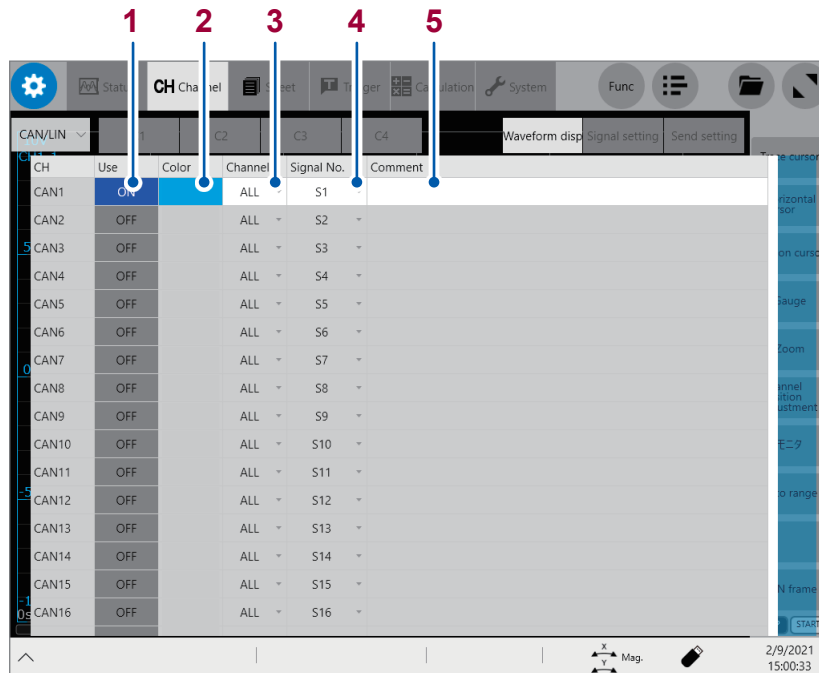 1 2 3 4 5
CH Channel System Func
CAN/LIN C2 C3 C4 Waveform disp Signal setting Send setting
CH Use Color Channel Signal No. Comment
CAN1 ON ALL S1
CAN2 OFF ALL S2
CAN3 OFF ALL S3
CAN4 OFF ALL S4
CAN5 OFF ALL S5
CAN6 OFF ALL S6
CAN7 OFF ALL S7
CAN8 OFF ALL S8
CAN9 OFF ALL S9
CAN10 OFF ALL S10
CAN11 OFF ALL S11
CAN12 OFF ALL S12
CAN13 OFF ALL S13
CAN14 OFF ALL S14
CAN15 OFF ALL S15
CAN16 OFF ALL S16
Zoom
モニタ
START
X
Y
Mag.
2/9/2021
15:00:33